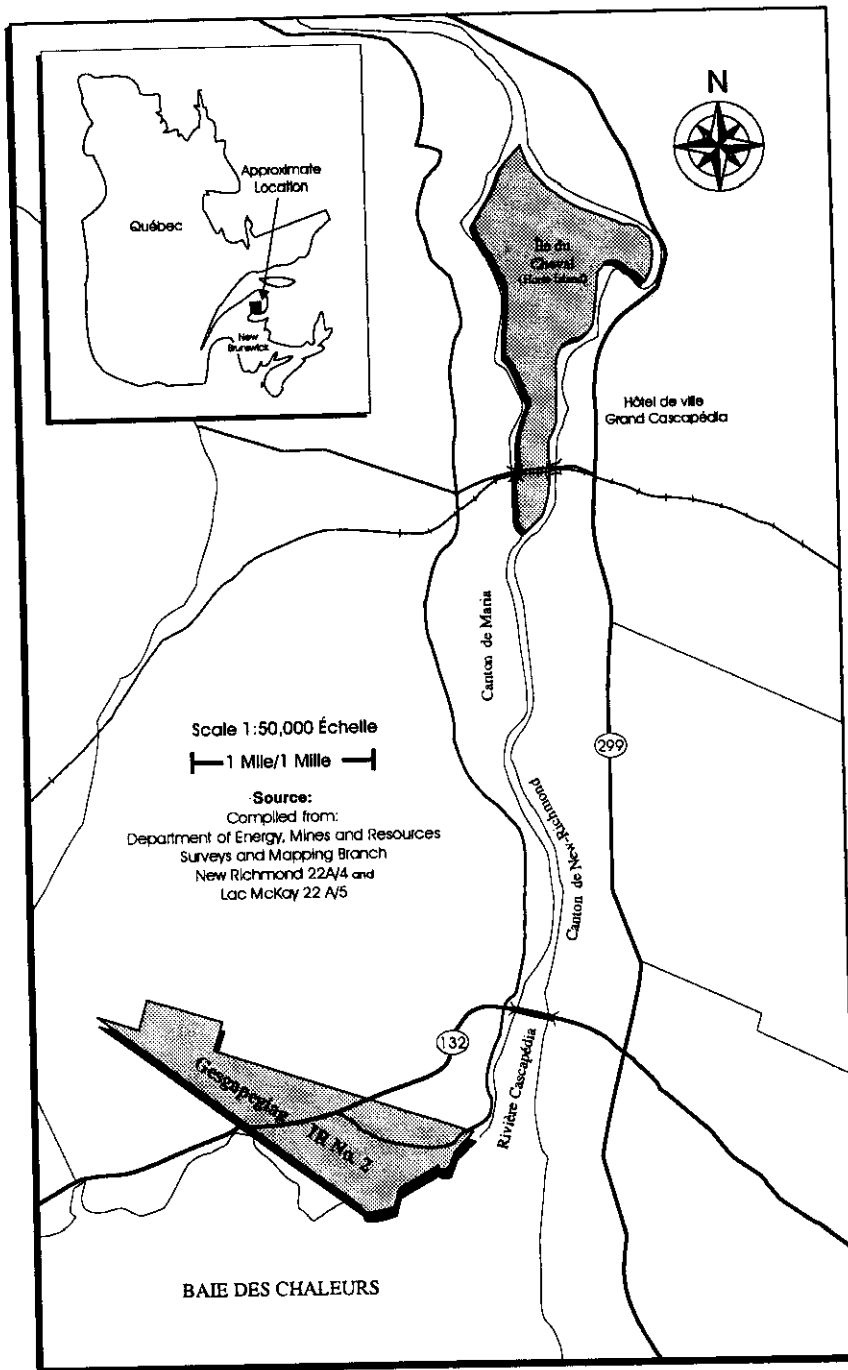 N
Approximate
Location
Québec
New
Brunswick
Île du
Cheval
(Horse Island)
Hôtel de ville
Grand Cascapédia
Canton de Maria
Scale 1:50,000 Échelle
1 Mile/1 Mille
299
Source:
Compiled from:
Department of Energy, Mines and Resources
Surveys and Mapping Branch
New Richmond 22A/4 and
Lac McKay 22 A/5
Canton de New-Richmond
132
Gesgapegiag IR No. 2
Rivière Cascapédia
BAIE DES CHALEURS